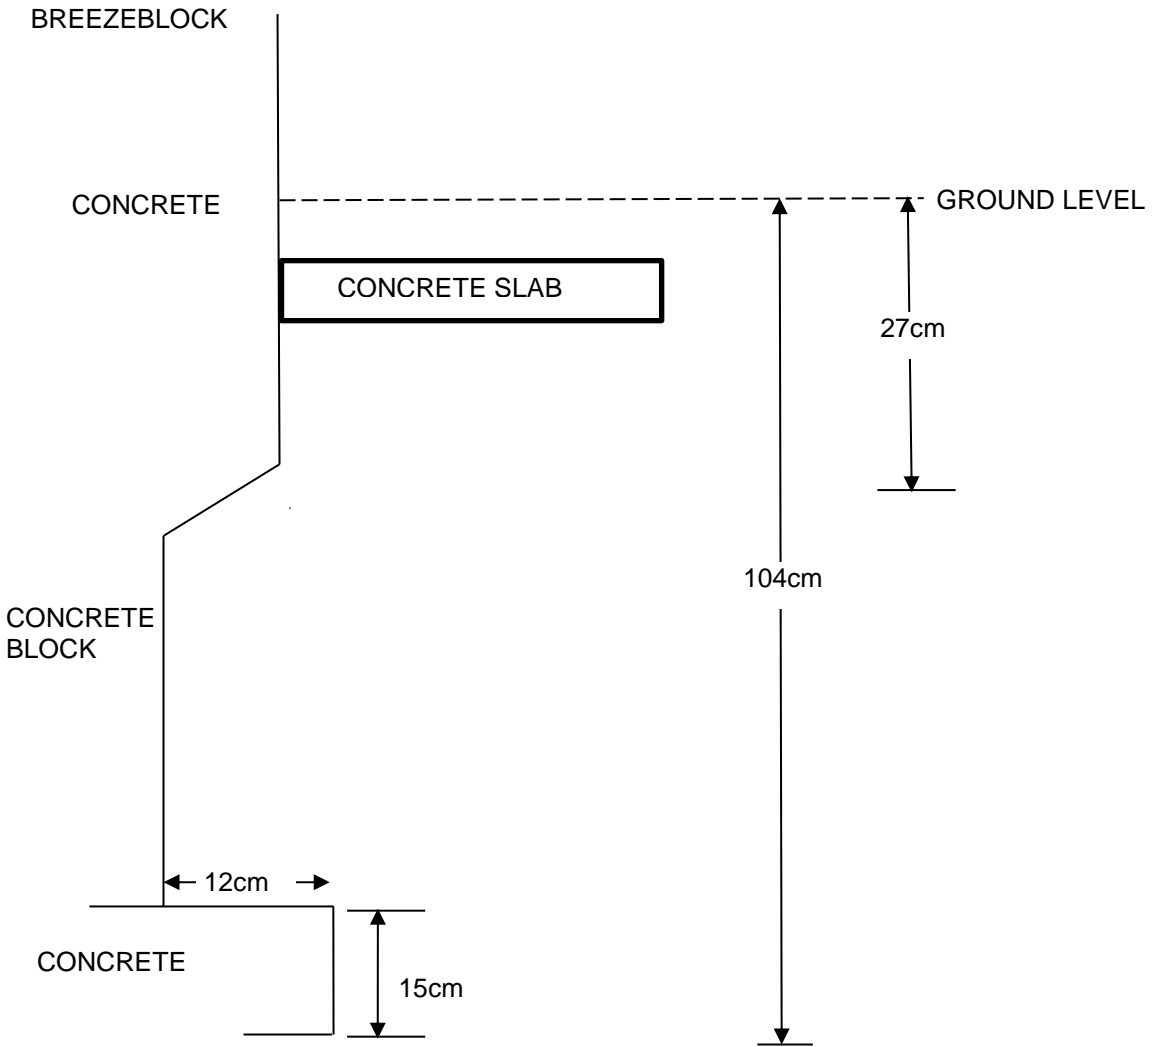 BREEZEBLOCK
CONCRETE
GROUND LEVEL
CONCRETE SLAB
27cm
104cm
CONCRETE
BLOCK
12cm
CONCRETE
15cm